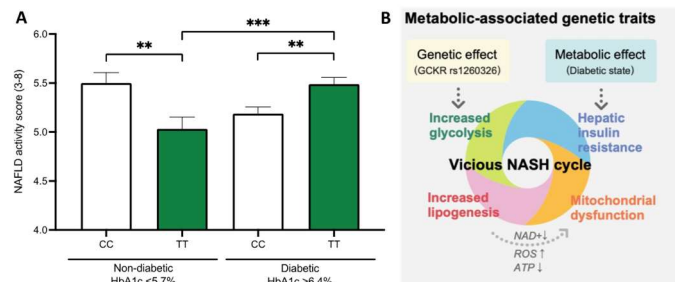 A
NAFLD activity score (3-8)
6.0
5.5
5.0
4.5
4.0
**
***
**
CC
TT
CC
TT
Non-diabetic
HbA1c <5.7%
Diabetic
HbA1c >6.4%
B
Metabolic-associated genetic traits
Genetic effect
(GCKR rs1260326)
Metabolic effect
(Diabetic state)
Increased
glycolysis
Hepatic
insulin
resistance
Vicious NASH cycle
Increased
lipogenesis
Mitochondrial
dysfunction
NAD+↓
ROS↑
ATP↓